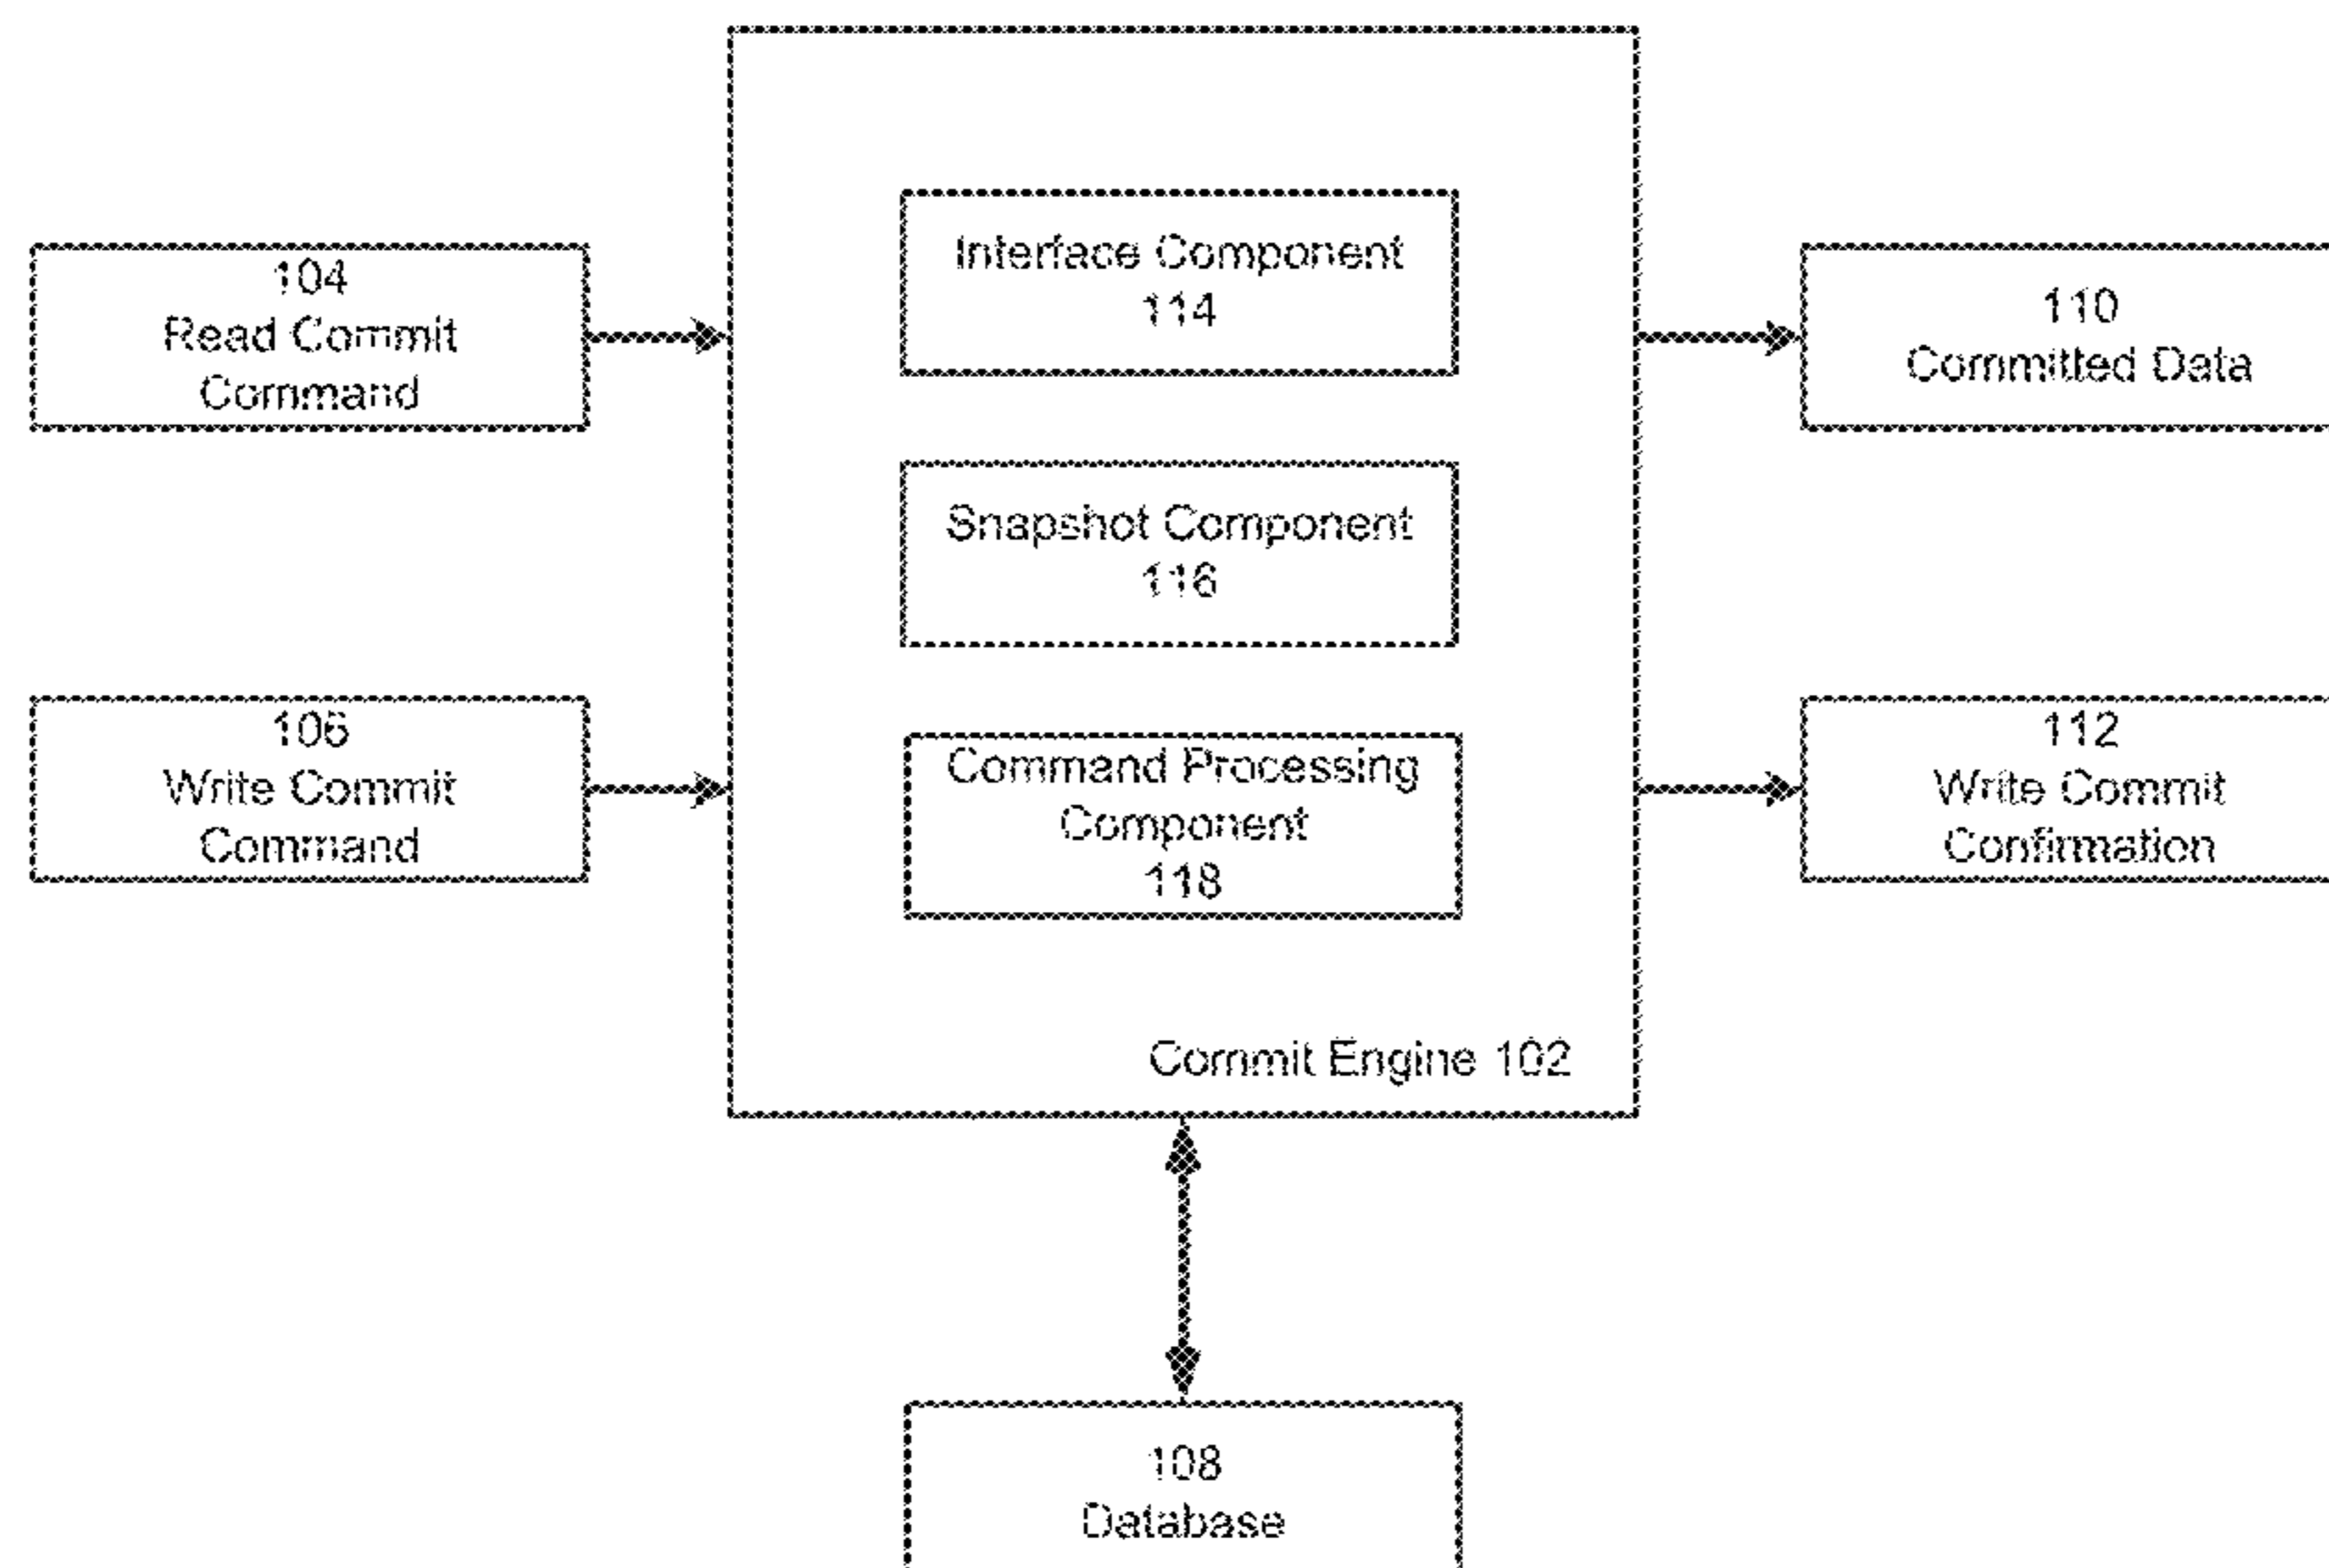 Interface Component
114
104
Read Commit
Command
110
Committed Data
Snapshot Component
116
106
Write Commit
Command
Command Processing
Component
118
112
Write Commit
Confirmation
Commit Engine 102
108
Database